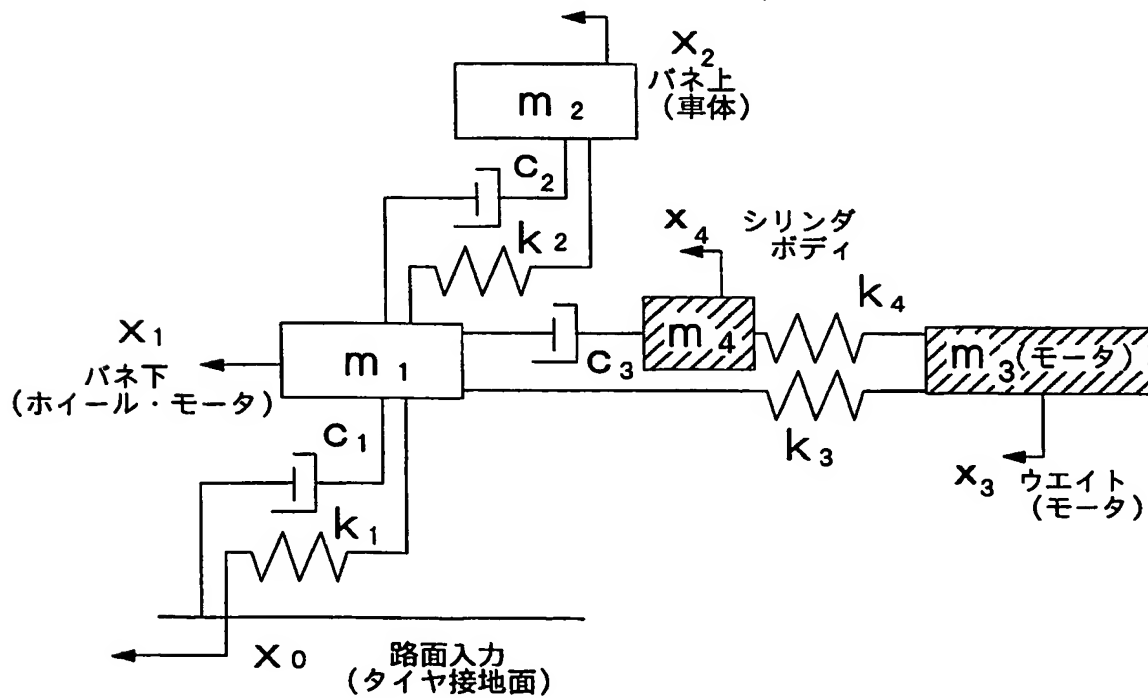 x₂
バネ上
(車体)
m₂
c₂
k₂
x₄
シリンダ
ボディ
m₄
k₄
x₁
バネ下
(ホイール・モータ)
m₁
c₃
m₃(モータ)
k₃
x₃
ウエイト
(モータ)
c₁
k₁
x₀
路面入力
(タイヤ接地面)